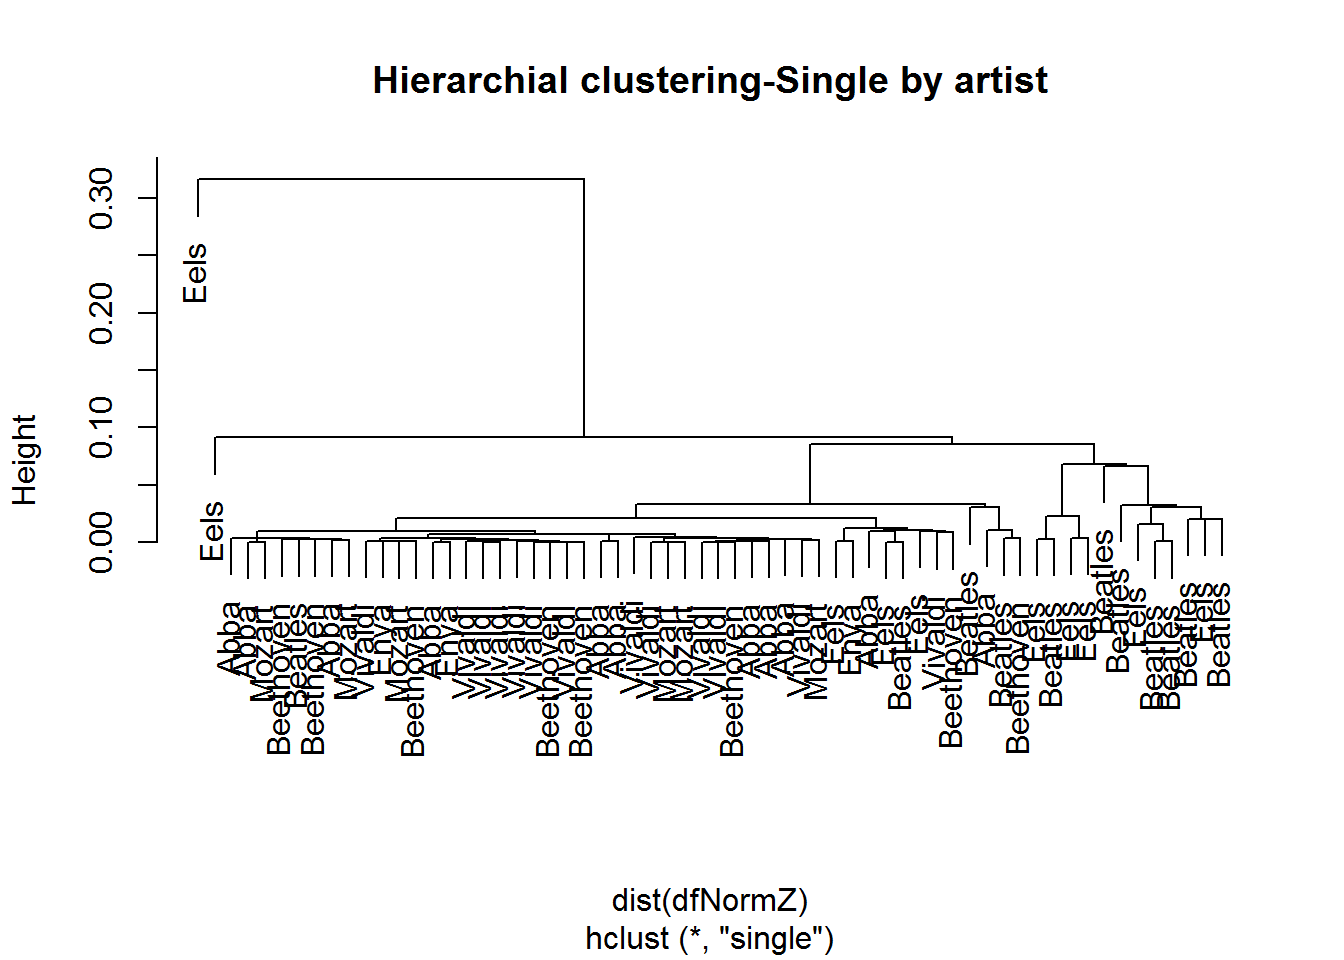 Hierarchial clustering-Single by artist
Height
0.30
0.20
0.10
0.00
Eels
Eels
Abba
Abba
Mozart
Beethoven
Beatles
Beethoven
Abba
Mozart
Vivaldi
Enya
Mozart
Beethoven
Abba
Enya
Vivaldi
Vivaldi
Vivaldi
Vivaldi
Vivaldi
Beethoven
Vivaldi
Beethoven
Abba
Abba
Vivaldi
Vivaldi
Mozart
Mozart
Vivaldi
Vivaldi
Beethoven
Abba
Abba
Abba
Vivaldi
Mozart
Eels
Enya
Abba
Eels
Beatles
Eels
Vivaldi
Beethoven
Beatles
Abba
Beatles
Beethoven
Eels
Beatles
Eels
Eels
Beatles
Beatles
Eels
Beatles
Beatles
Beatles
Eels
Beatles
dist(dfNormZ)
hclust (*, "single")